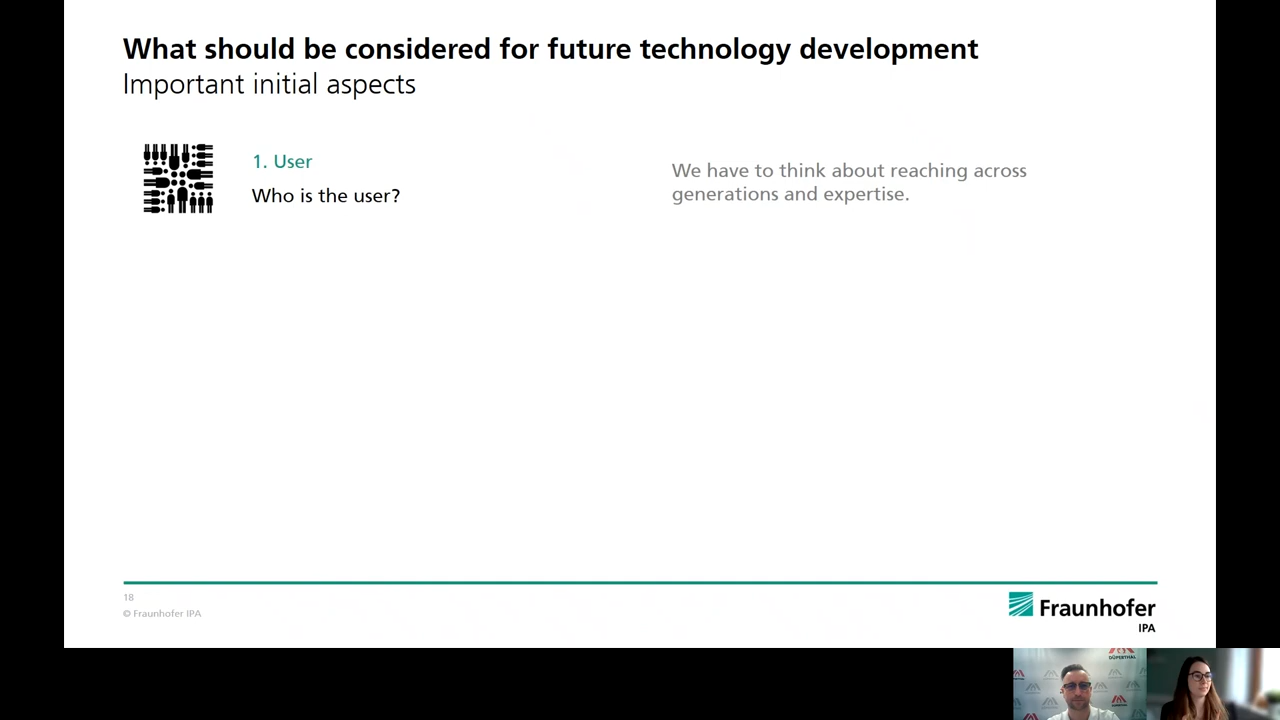 What should be considered for future technology development
Important initial aspects
1. User
Who is the user?
We have to think about reaching across
generations and expertise.
18
© Fraunhofer IPA
Fraunhofer
IPA
DÜPERTHAL